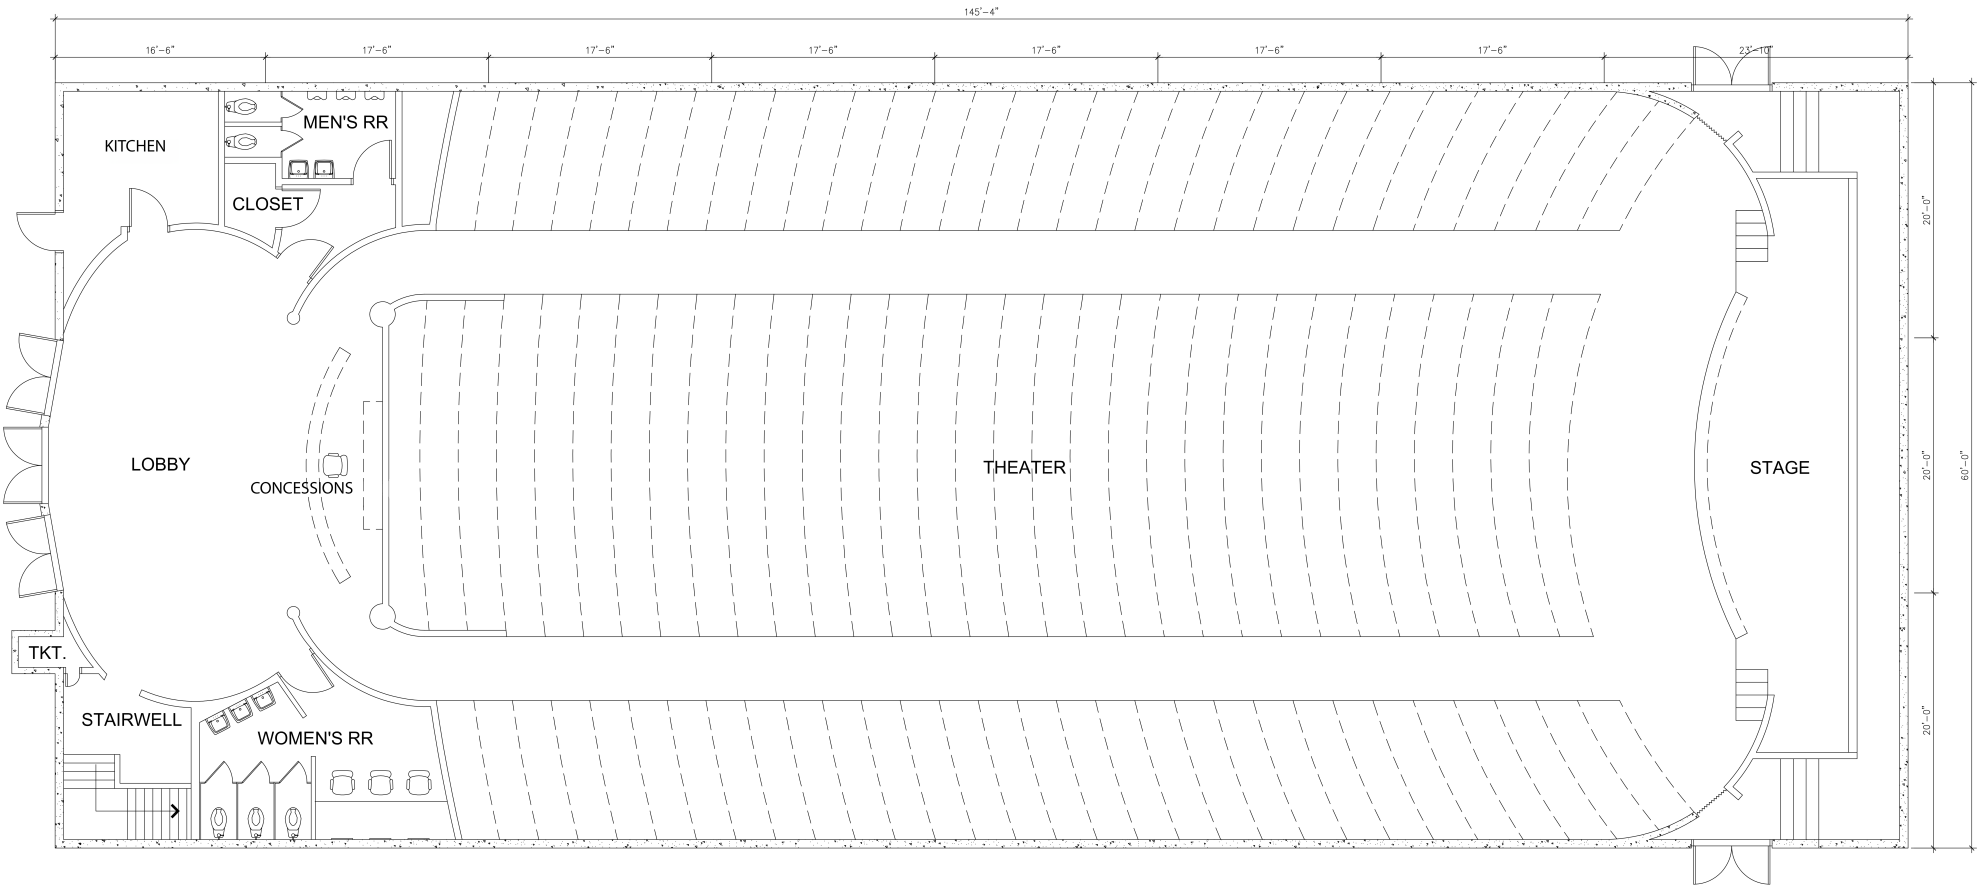 145'-4"
16'-6"
17'-6"
17'-6"
17'-6"
17'-6"
17'-6"
17'-6"
23'-10"
MEN'S RR
KITCHEN
CLOSET
20'-0"
LOBBY
CONCESSIONS
THEATER
STAGE
20'-0"
60'-0"
TKT.
STAIRWELL
WOMEN'S RR
20'-0"